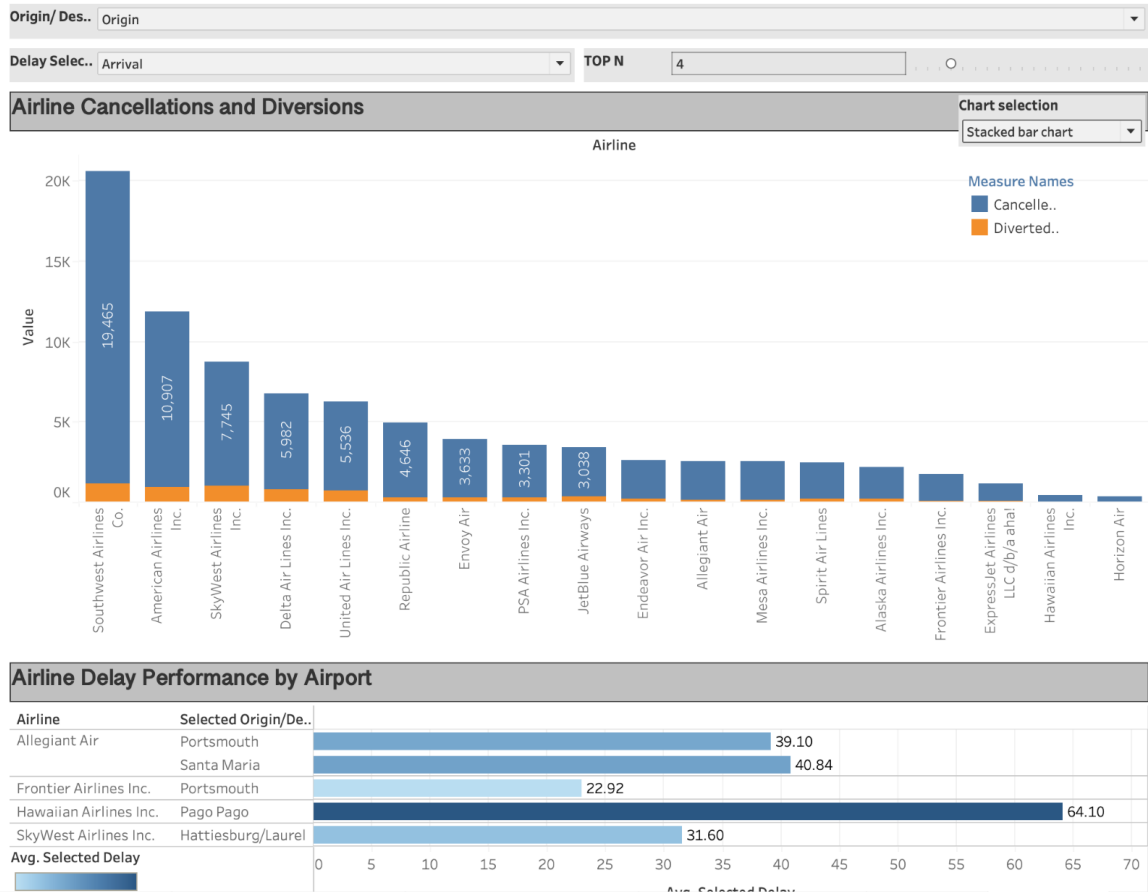 Origin/ Des.. Origin
Delay Selec.. Arrival TOP N 4
Airline Cancellations and Diversions
Chart selection
Stacked bar chart
Airline
Measure Names
Cancelle..
Diverted..
Value
20K
15K
10K
5K
0K
19,465
10,907
7,745
5,982
5,536
4,646
3,633
3,301
3,038
Southwest Airlines
Co.
American Airlines
Inc.
SkyWest Airlines
Inc.
Delta Air Lines Inc.
United Air Lines Inc.
Republic Airline
Envoy Air
PSA Airlines Inc.
JetBlue Airways
Endeavor Air Inc.
Allegiant Air
Mesa Airlines Inc.
Spirit Air Lines
Alaska Airlines Inc.
Frontier Airlines Inc.
ExpressJet Airlines
LLC d/b/a aha!
Hawaiian Airlines
Inc.
Horizon Air
Airline Delay Performance by Airport
Airline Selected Origin/De..
Allegiant Air Portsmouth 39.10
Santa Maria 40.84
Frontier Airlines Inc. Portsmouth 22.92
Hawaiian Airlines Inc. Pago Pago 64.10
SkyWest Airlines Inc. Hattiesburg/Laurel 31.60
Avg. Selected Delay
0 5 10 15 20 25 30 35 40 45 50 55 60 65 70
Avg. Selected Delay